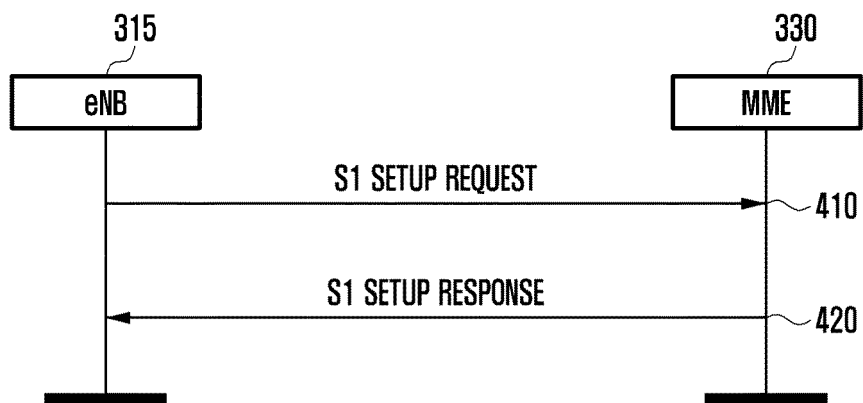 315
330
eNB
MME
S1 SETUP REQUEST
410
S1 SETUP RESPONSE
420